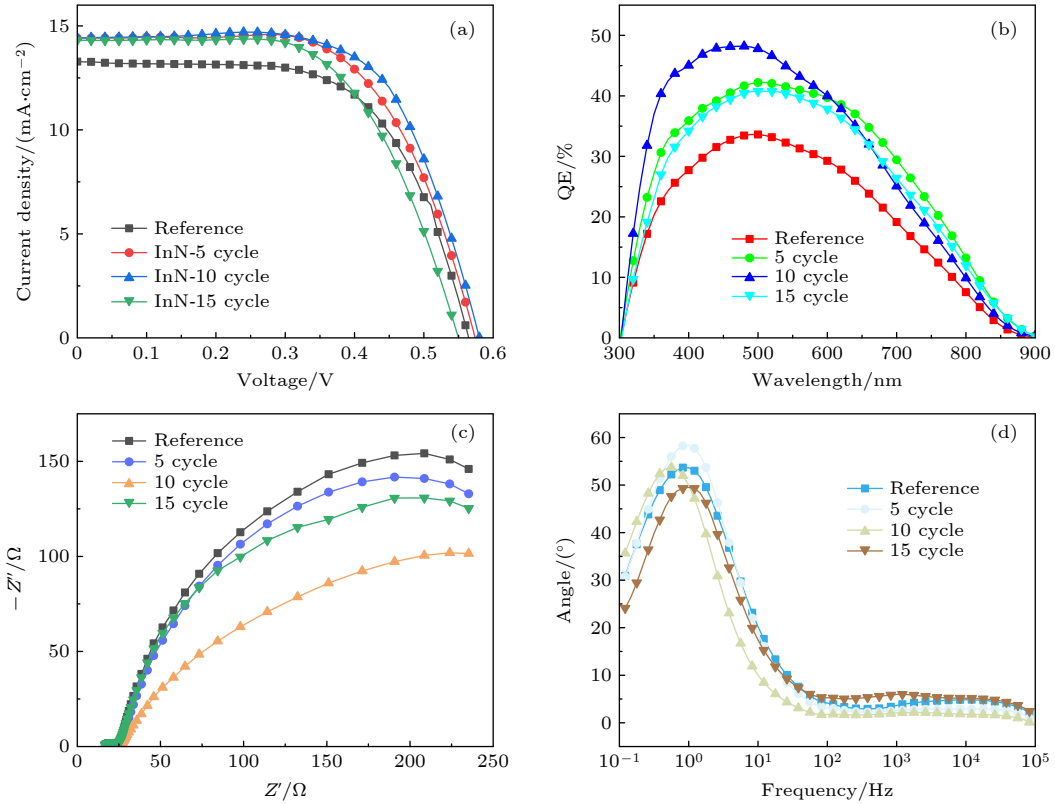 (a)
15
10
5
0
Current density/(mA·cm−2)
Reference
InN-5 cycle
InN-10 cycle
InN-15 cycle
0 0.1 0.2 0.3 0.4 0.5 0.6
Voltage/V
(b)
50
40
30
20
10
0
QE/%
Reference
5 cycle
10 cycle
15 cycle
300 400 500 600 700 800 900
Wavelength/nm
(c)
150
100
50
0
−Z′′/Ω
Reference
5 cycle
10 cycle
15 cycle
0 50 100 150 200 250
Z′/Ω
(d)
60
50
40
30
20
10
0
Angle/(°)
Reference
5 cycle
10 cycle
15 cycle
10−1 100 101 102 103 104 105
Frequency/Hz